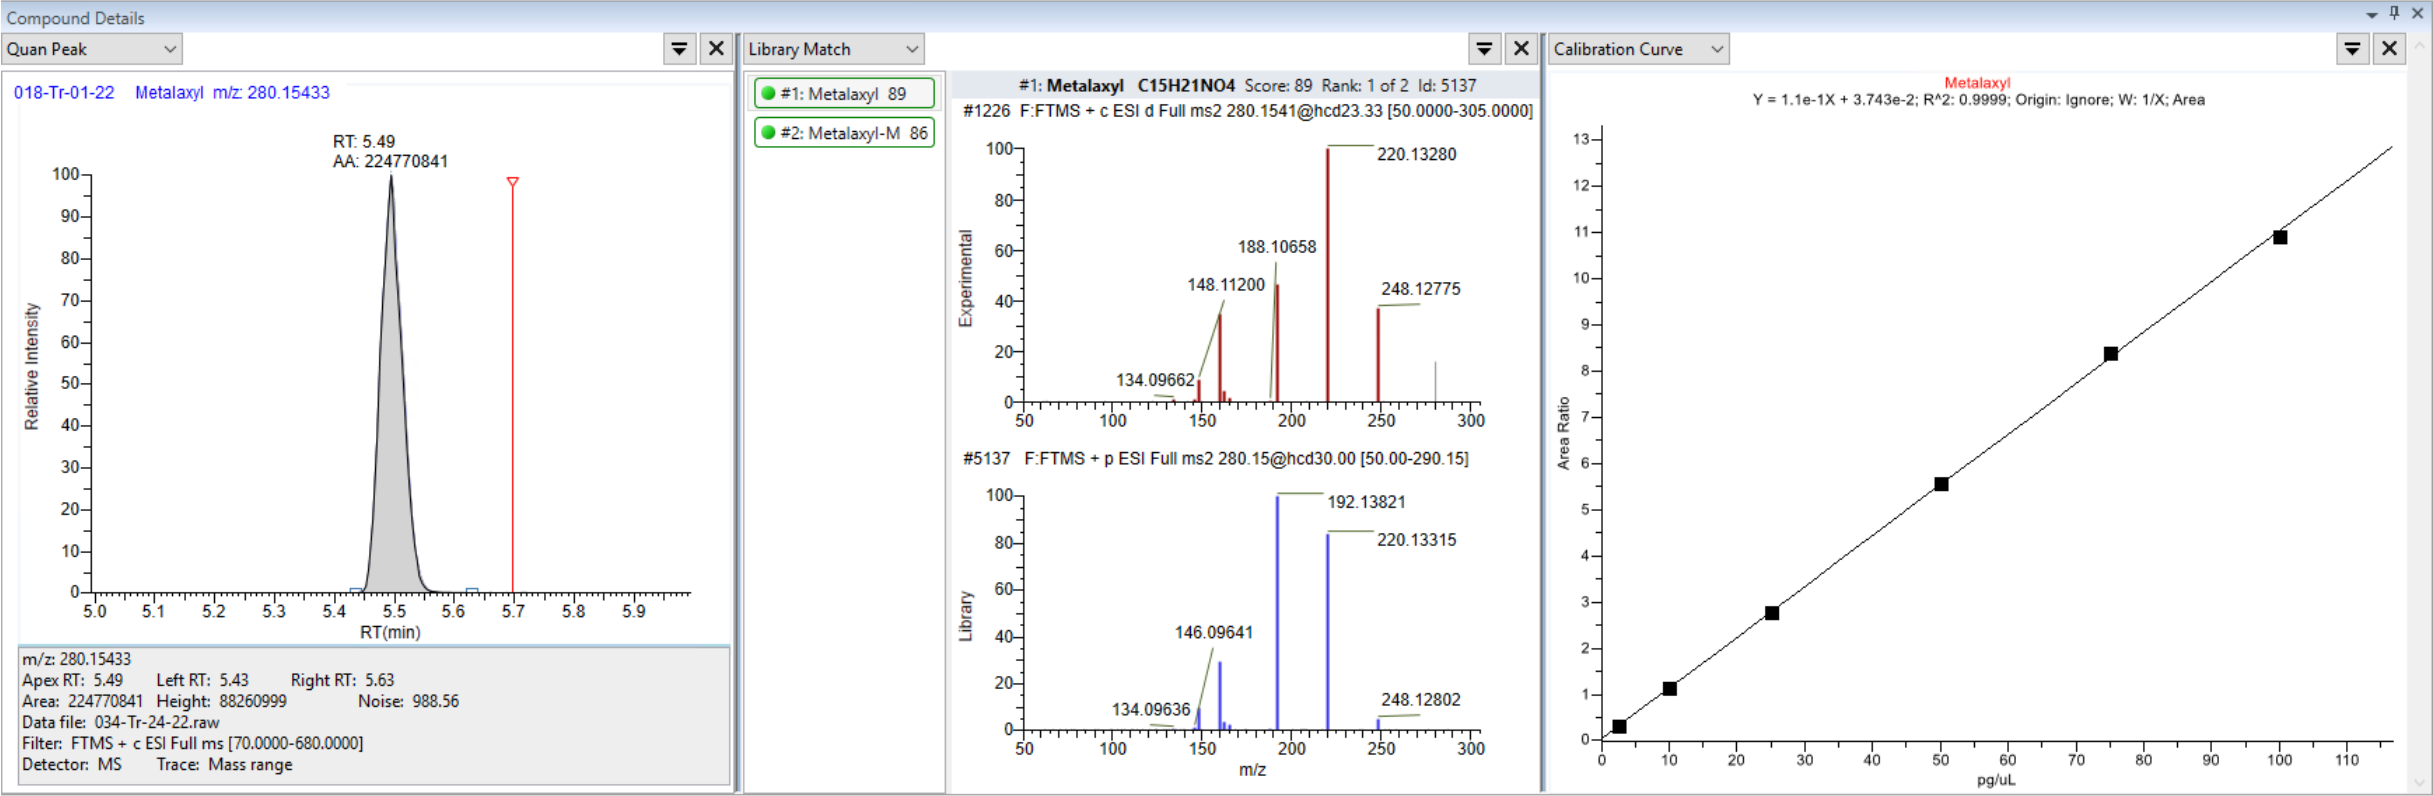 Compound Details
Quan Peak
018-Tr-01-22 Metalaxyl m/z: 280.15433
RT: 5.49
AA: 224770841
100
90
80
70
60
50
40
30
20
10
0
Relative Intensity
5.0 5.1 5.2 5.3 5.4 5.5 5.6 5.7 5.8 5.9
RT(min)
m/z: 280.15433
Apex RT: 5.49 Left RT: 5.43 Right RT: 5.63
Area: 224770841 Height: 88260999 Noise: 988.56
Data file: 034-Tr-24-22.raw
Filter: FTMS + c ESI Full ms [70.0000-680.0000]
Detector: MS Trace: Mass range
Library Match
#1: Metalaxyl 89
#2: Metalaxyl-M 86
#1: Metalaxyl C15H21NO4 Score: 89 Rank: 1 of 2 Id: 5137
#1226 F:FTMS + c ESI d Full ms2 280.1541@hcd23.33 [50.0000-305.0000]
100
80
60
40
20
0
Experimental
220.13280
188.10658
148.11200
248.12775
134.09662
50 100 150 200 250 300
#5137 F:FTMS + p ESI Full ms2 280.15@hcd30.00 [50.00-290.15]
100
80
60
40
20
0
Library
192.13821
220.13315
146.09641
248.12802
134.09636
50 100 150 200 250 300
m/z
Calibration Curve
Metalaxyl
Y = 1.1e-1X + 3.743e-2; R^2: 0.9999; Origin: Ignore; W: 1/X; Area
13
12
11
10
9
8
7
6
5
4
3
2
1
0
Area Ratio
0 10 20 30 40 50 60 70 80 90 100 110
pg/uL